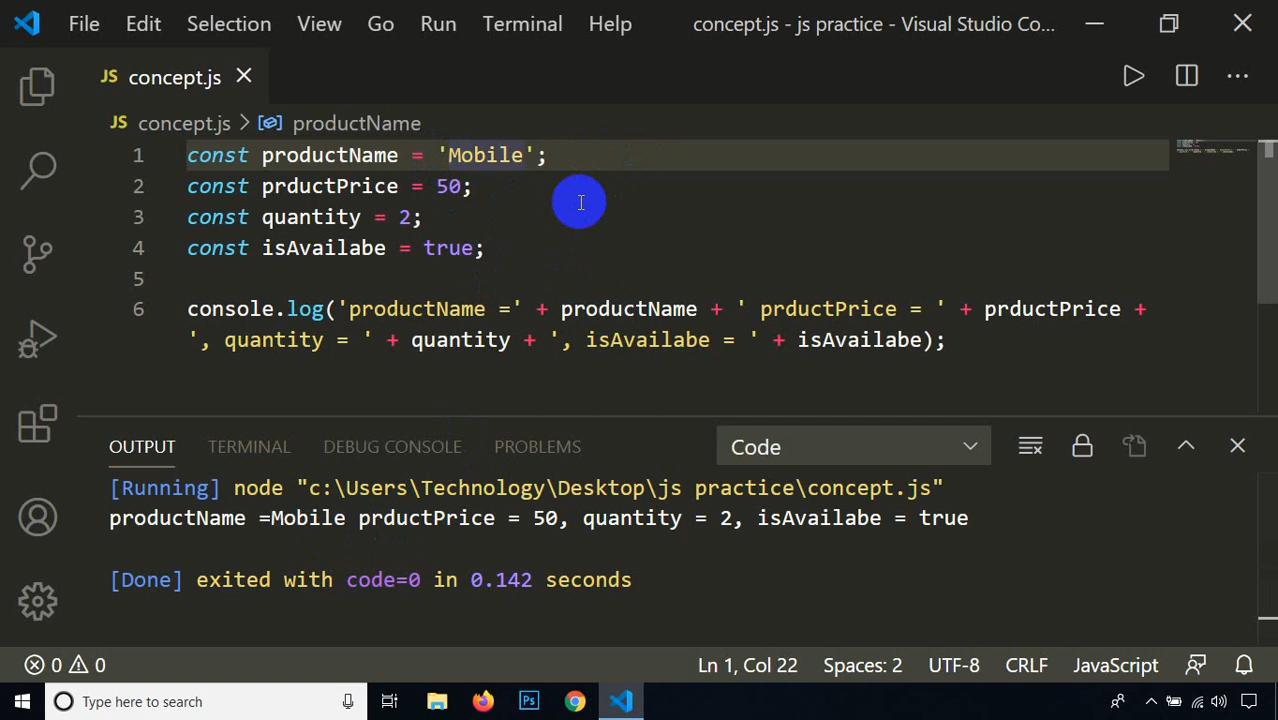 File Edit Selection View Go Run Terminal Help concept.js - js practice - Visual Studio Co...
JS concept.js
JS concept.js > productName
1 const productName = 'Mobile';
2 const prductPrice = 50;
3 const quantity = 2;
4 const isAvailabe = true;
5
6 console.log('productName =' + productName + ' prductPrice = ' + prductPrice +
', quantity = ' + quantity + ', isAvailabe = ' + isAvailabe);
OUTPUT TERMINAL DEBUG CONSOLE PROBLEMS Code
[Running] node "c:\Users\Technology\Desktop\js practice\concept.js"
productName =Mobile prductPrice = 50, quantity = 2, isAvailabe = true
[Done] exited with code=0 in 0.142 seconds
0 0 Ln 1, Col 22 Spaces: 2 UTF-8 CRLF JavaScript
Type here to search Ps